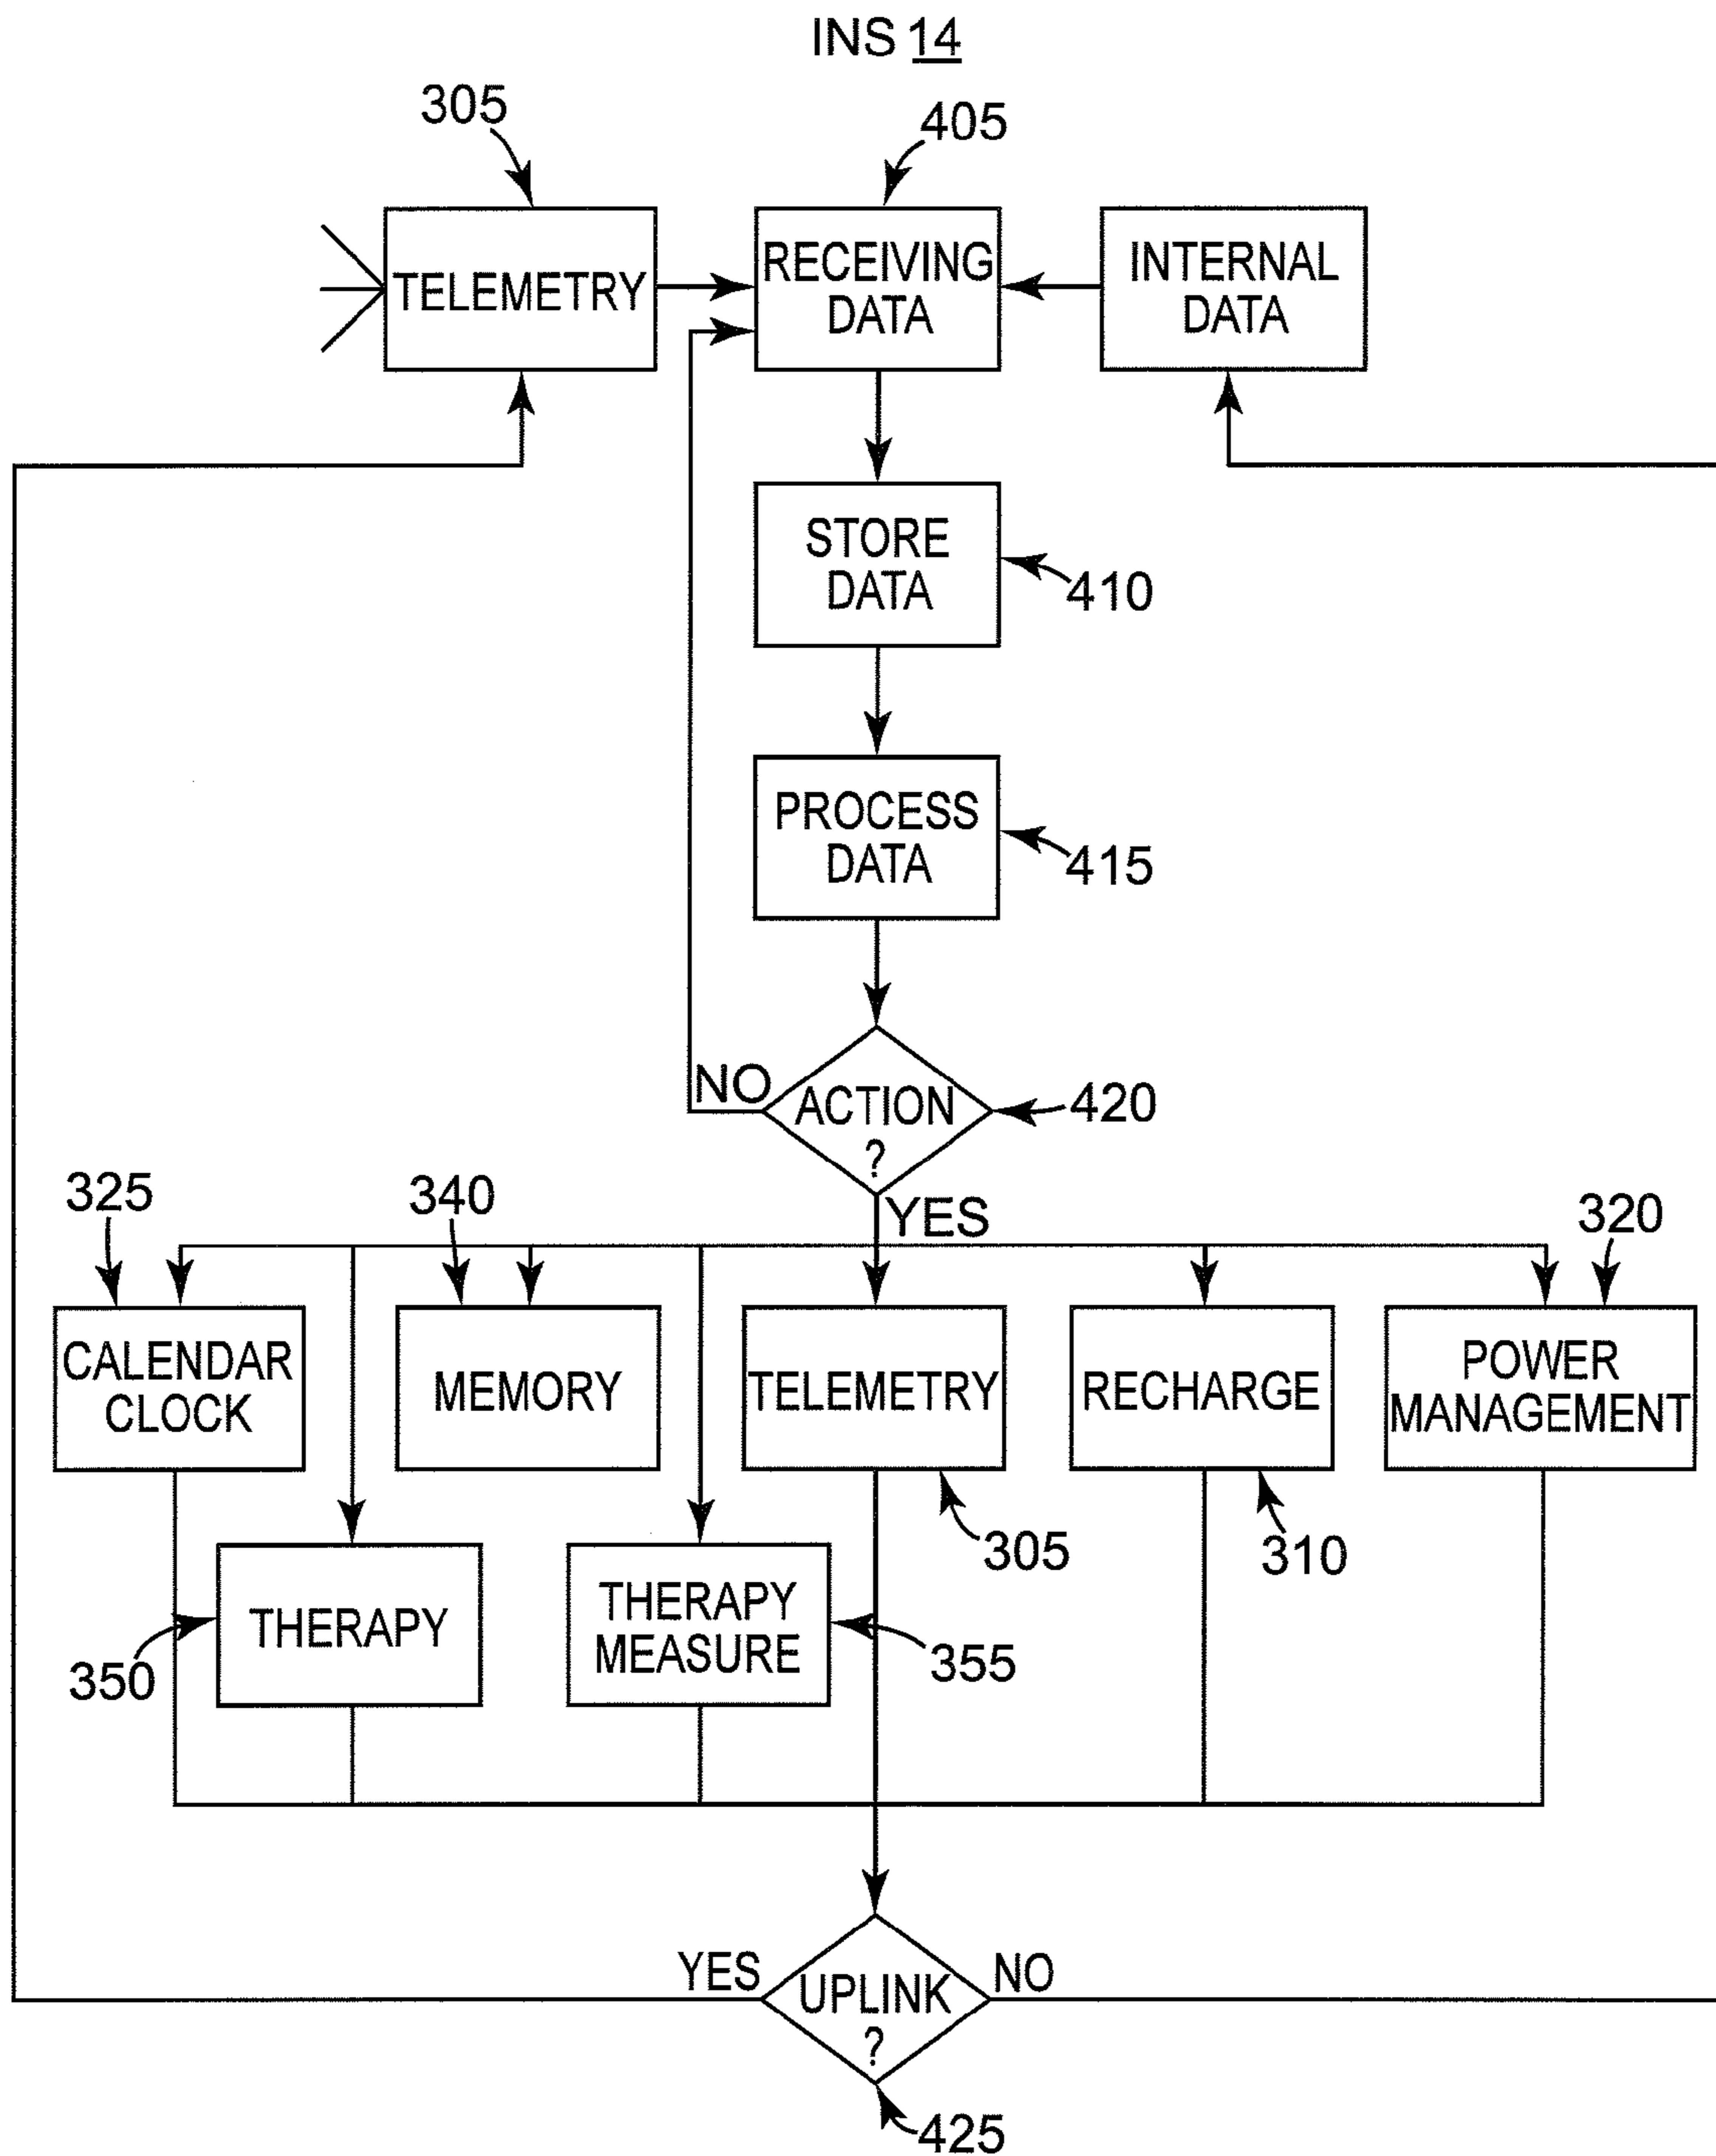 INS 14
305
405
TELEMETRY
RECEIVING
DATA
INTERNAL
DATA
STORE
DATA
410
PROCESS
DATA
415
NO
ACTION
?
420
YES
325
340
320
CALENDAR
CLOCK
MEMORY
TELEMETRY
RECHARGE
POWER
MANAGEMENT
305
310
350
THERAPY
THERAPY
MEASURE
355
YES
UPLINK
?
NO
425